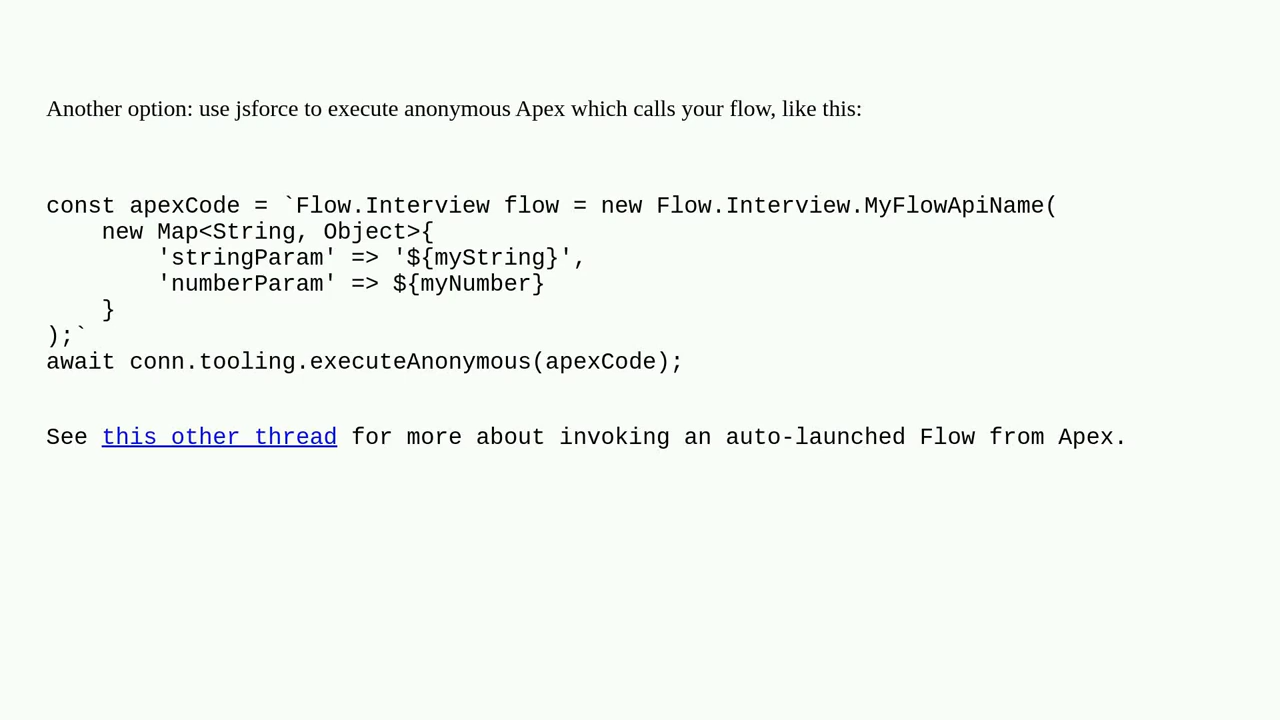 Another option: use jsforce to execute anonymous Apex which calls your flow, like this:
const apexCode = `Flow.Interview flow = new Flow.Interview.MyFlowApiName(
    new Map<String, Object>{
        'stringParam' => '${myString}',
        'numberParam' => ${myNumber}
    }
);`
await conn.tooling.executeAnonymous(apexCode);
See this other thread for more about invoking an auto-launched Flow from Apex.